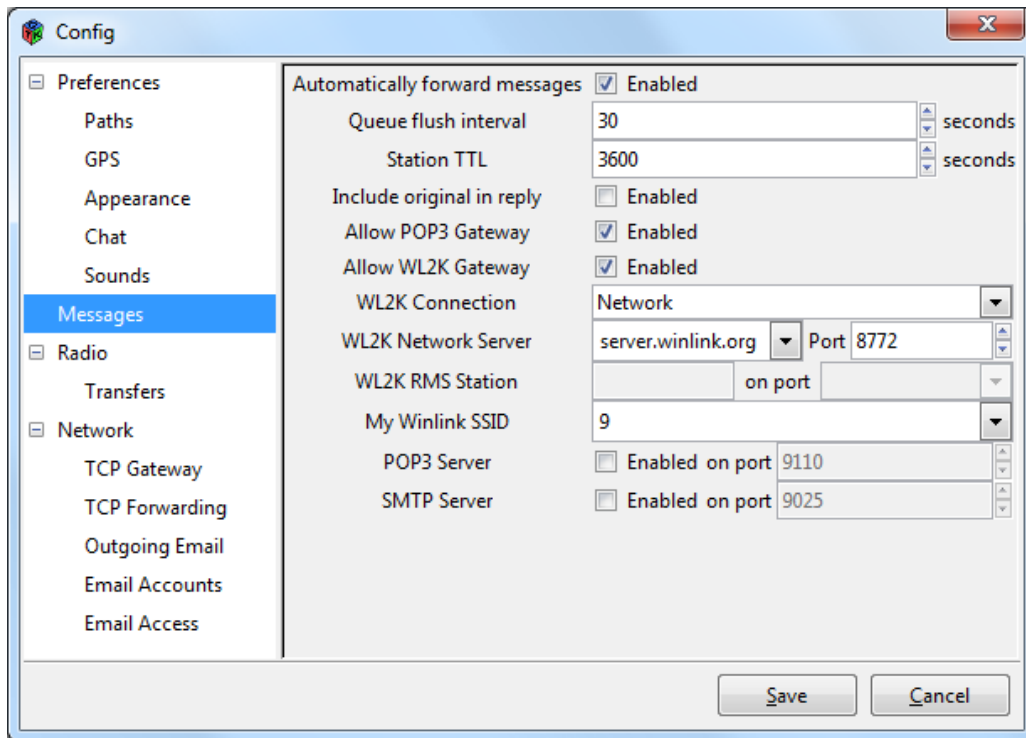 Config
Preferences
Paths
GPS
Appearance
Chat
Sounds
Messages
Radio
Transfers
Network
TCP Gateway
TCP Forwarding
Outgoing Email
Email Accounts
Email Access
Automatically forward messages Enabled
Queue flush interval 30 seconds
Station TTL 3600 seconds
Include original in reply Enabled
Allow POP3 Gateway Enabled
Allow WL2K Gateway Enabled
WL2K Connection Network
WL2K Network Server server.winlink.org Port 8772
WL2K RMS Station on port
My Winlink SSID 9
POP3 Server Enabled on port 9110
SMTP Server Enabled on port 9025
Save Cancel